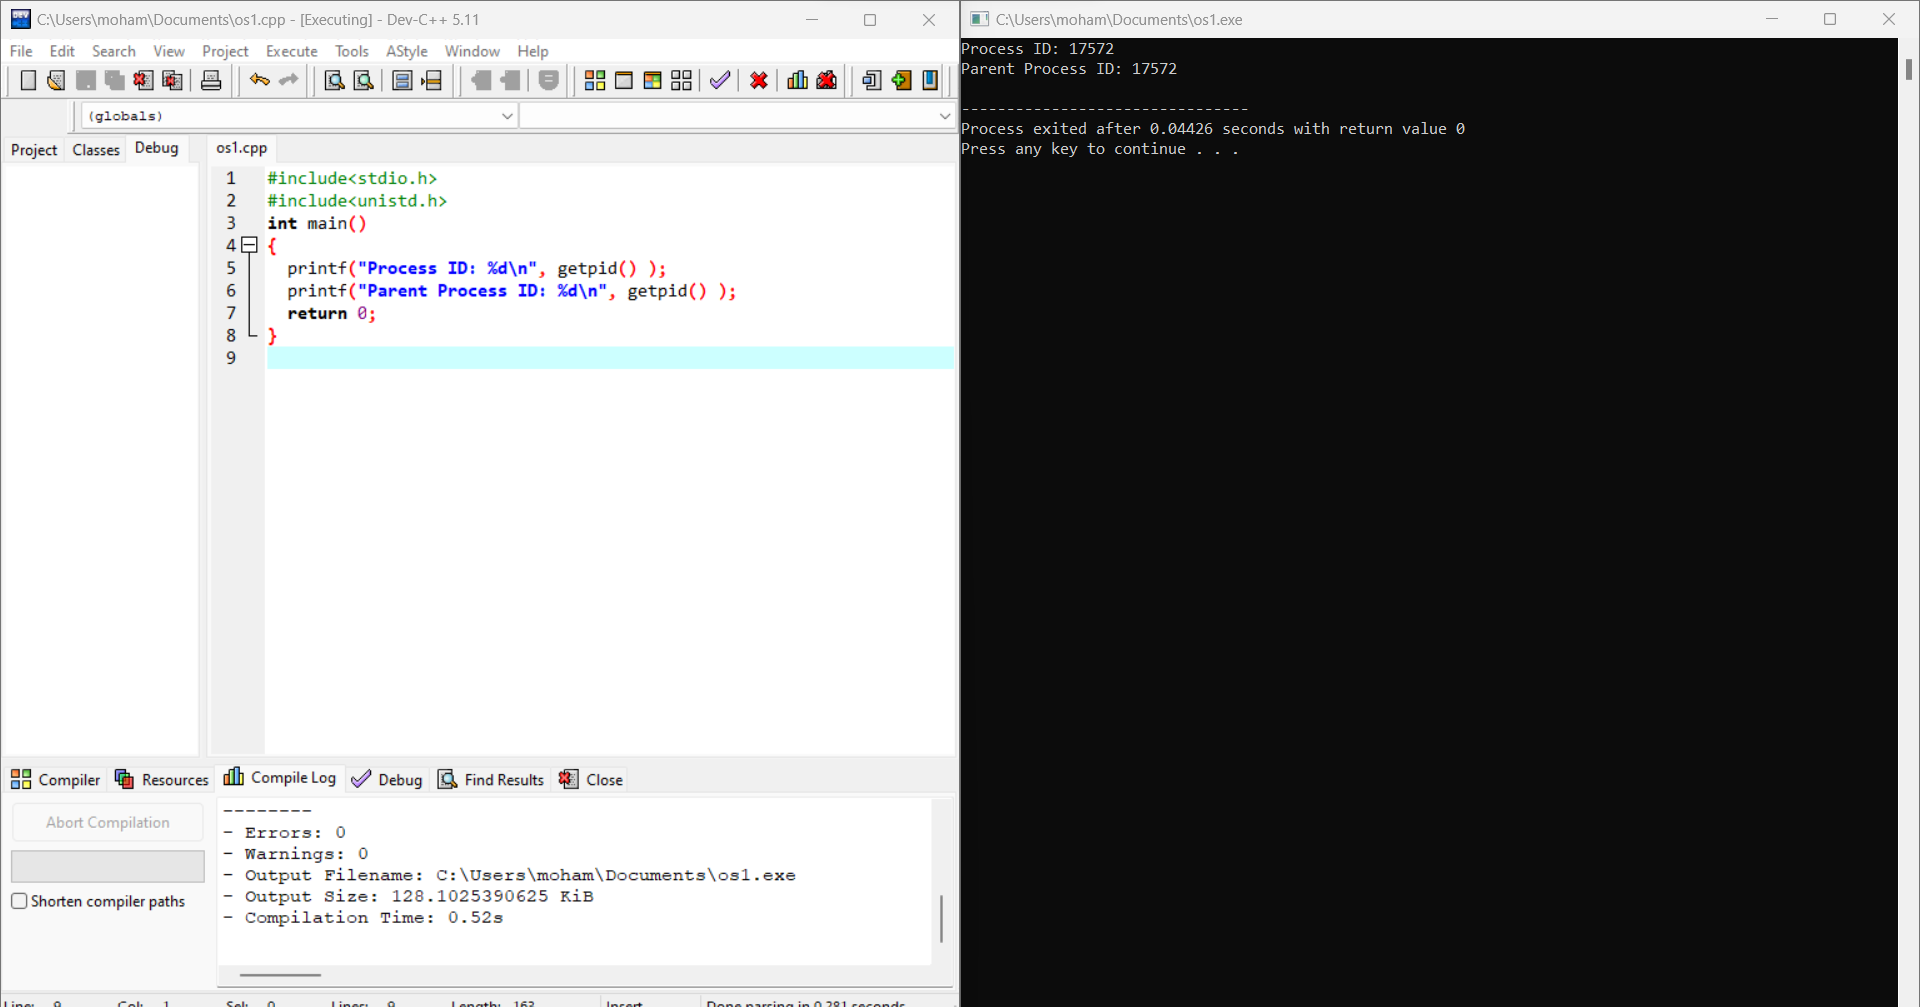 C:\Users\moham\Documents\os1.cpp - [Executing] - Dev-C++ 5.11
File Edit Search View Project Execute Tools AStyle Window Help
(globals)
Project Classes Debug
os1.cpp
1 #include<stdio.h>
2 #include<unistd.h>
3 int main()
4 {
5 printf("Process ID: %d\n", getpid() );
6 printf("Parent Process ID: %d\n", getpid() );
7 return 0;
8 }
9
Compiler Resources Compile Log Debug Find Results Close
Abort Compilation
Shorten compiler paths
--------
- Errors: 0
- Warnings: 0
- Output Filename: C:\Users\moham\Documents\os1.exe
- Output Size: 128.1025390625 KiB
- Compilation Time: 0.52s
Line: 9 Col: 1 Sel: 0 Lines: 9 Length: 163 Insert Done parsing in 0.281 seconds
C:\Users\moham\Documents\os1.exe
Process ID: 17572
Parent Process ID: 17572
--------------------------------
Process exited after 0.04426 seconds with return value 0
Press any key to continue . . .